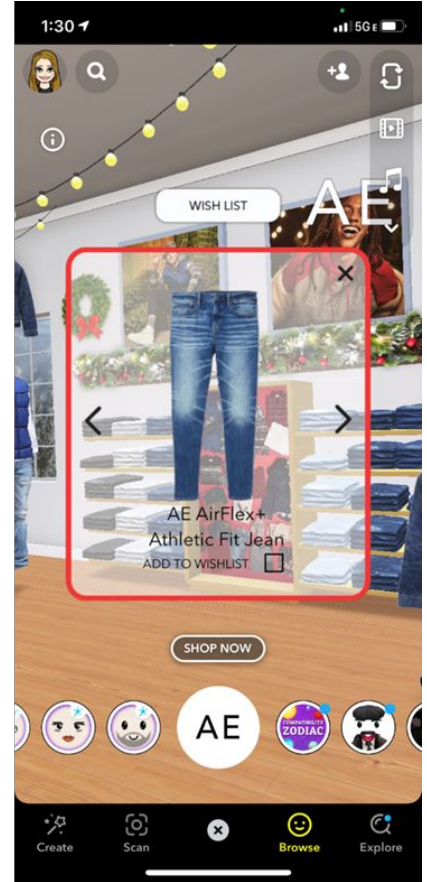 1:30
5G E
WISH LIST
AE
AE AirFlex+
Athletic Fit Jean
ADD TO WISHLIST
SHOP NOW
AE
COMPATIBILITY
ZODIAC
Create
Scan
Browse
Explore